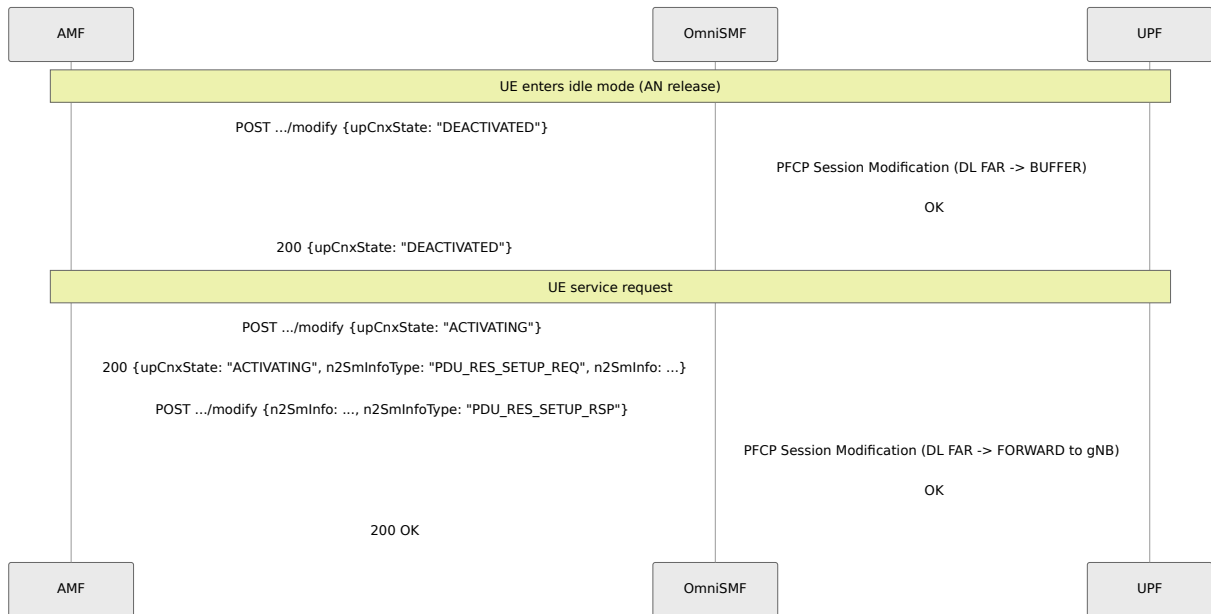 AMF
OmniSMF
UPF
UE enters idle mode (AN release)
POST .../modify {upCnxState: "DEACTIVATED"}
PFCP Session Modification (DL FAR -> BUFFER)
OK
200 {upCnxState: "DEACTIVATED"}
UE service request
POST .../modify {upCnxState: "ACTIVATING"}
200 {upCnxState: "ACTIVATING", n2SmInfoType: "PDU_RES_SETUP_REQ", n2SmInfo: ...}
POST .../modify {n2SmInfo: ..., n2SmInfoType: "PDU_RES_SETUP_RSP"}
PFCP Session Modification (DL FAR -> FORWARD to gNB)
OK
200 OK
AMF
OmniSMF
UPF